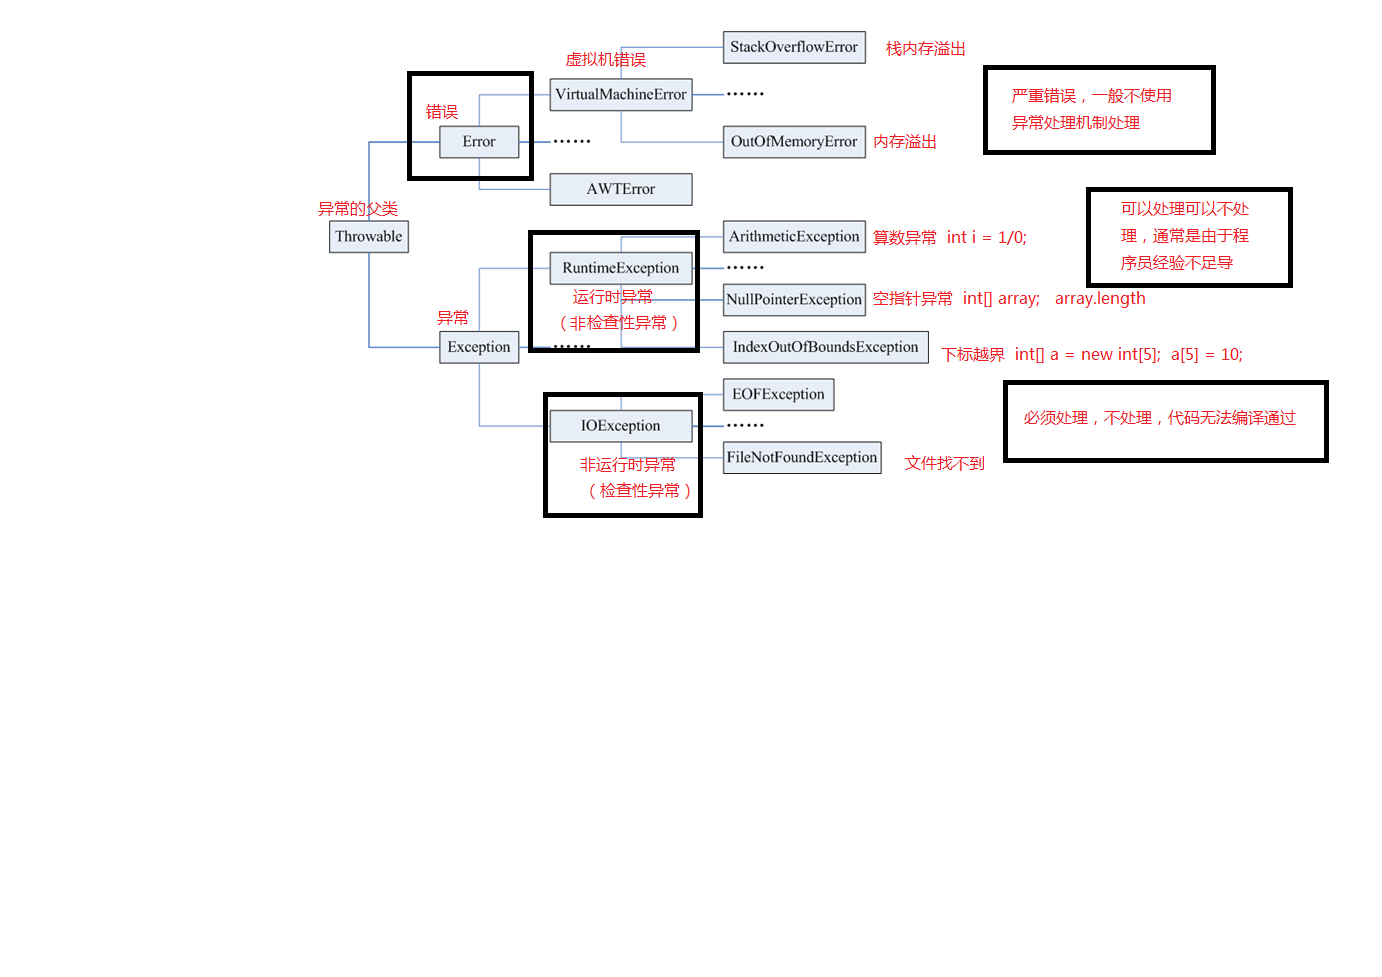 StackOverflowError 栈内存溢出
虚拟机错误
VirtualMachineError ······
严重错误，一般不使用
异常处理机制处理
错误
Error ······
OutOfMemoryError 内存溢出
AWTError
异常的父类
Throwable
可以处理可以不处
理，通常是由于程
序员经验不足导
ArithmeticException 算数异常 int i = 1/0;
RuntimeException ······
运行时异常
（非检查性异常）
NullPointerException 空指针异常 int[] array; array.length
异常
Exception ······
IndexOutOfBoundsException 下标越界 int[] a = new int[5]; a[5] = 10;
EOFException
IOException ······
必须处理，不处理，代码无法编译通过
非运行时异常
（检查性异常）
FileNotFoundException 文件找不到